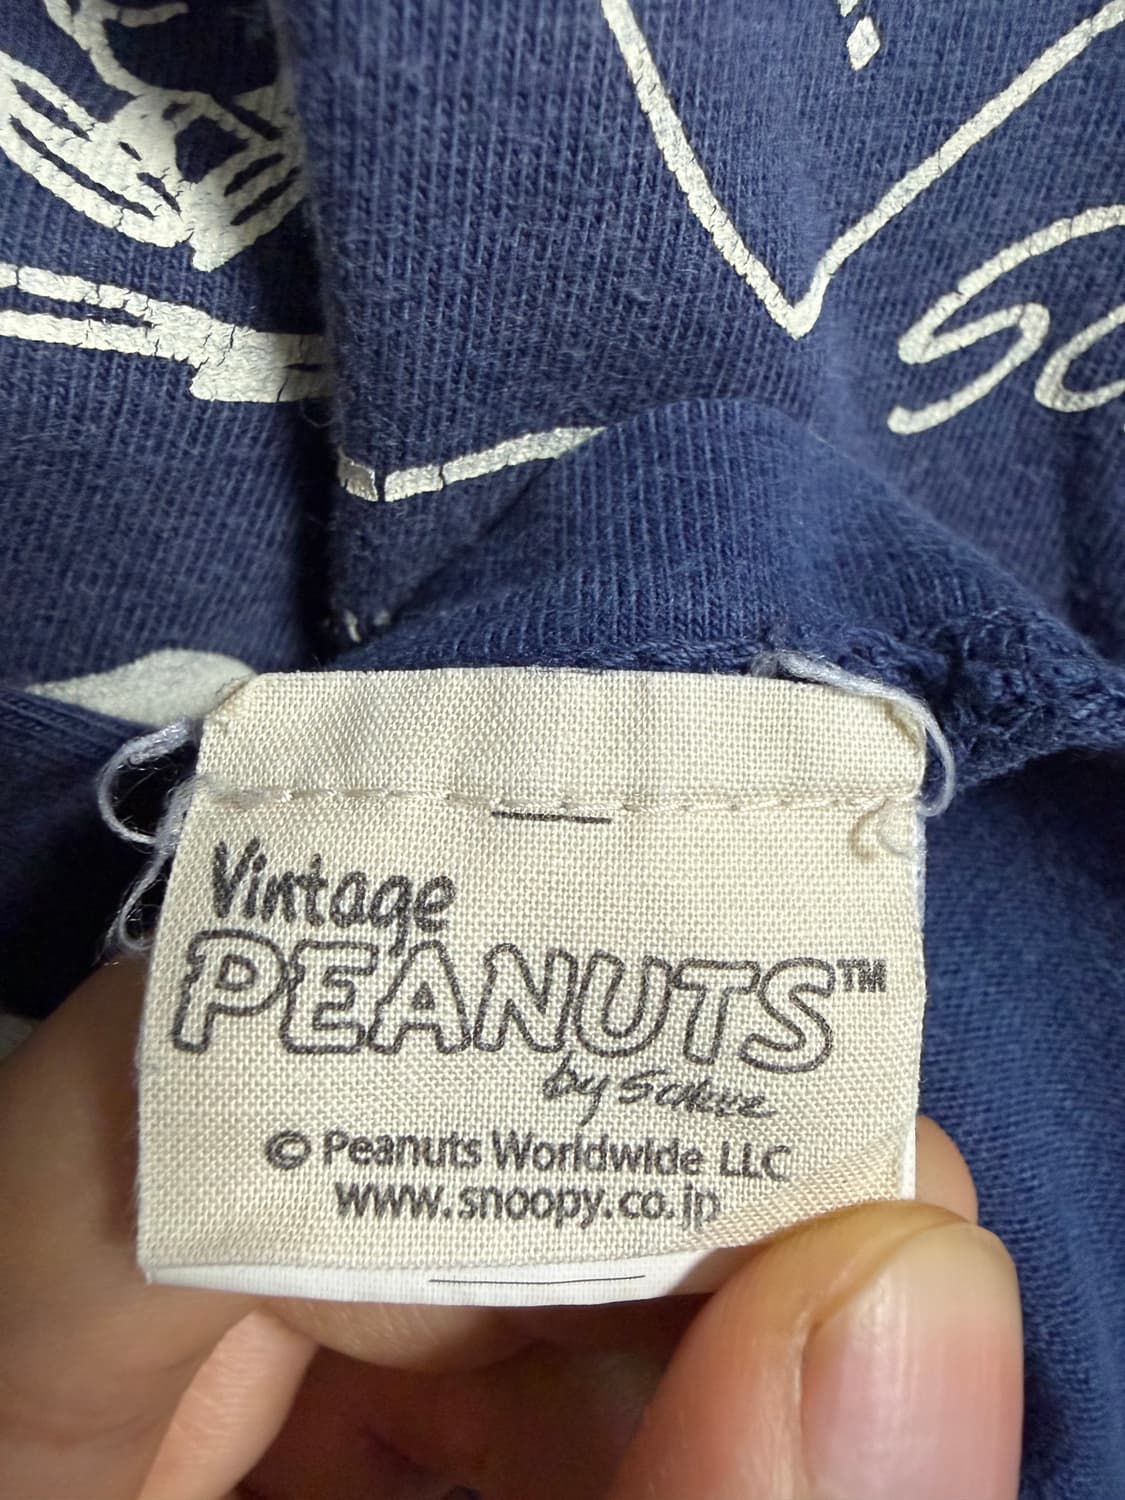 Vintage
PEANUTS™
by Schulz
© Peanuts Worldwide LLC
www.snoopy.co.jp